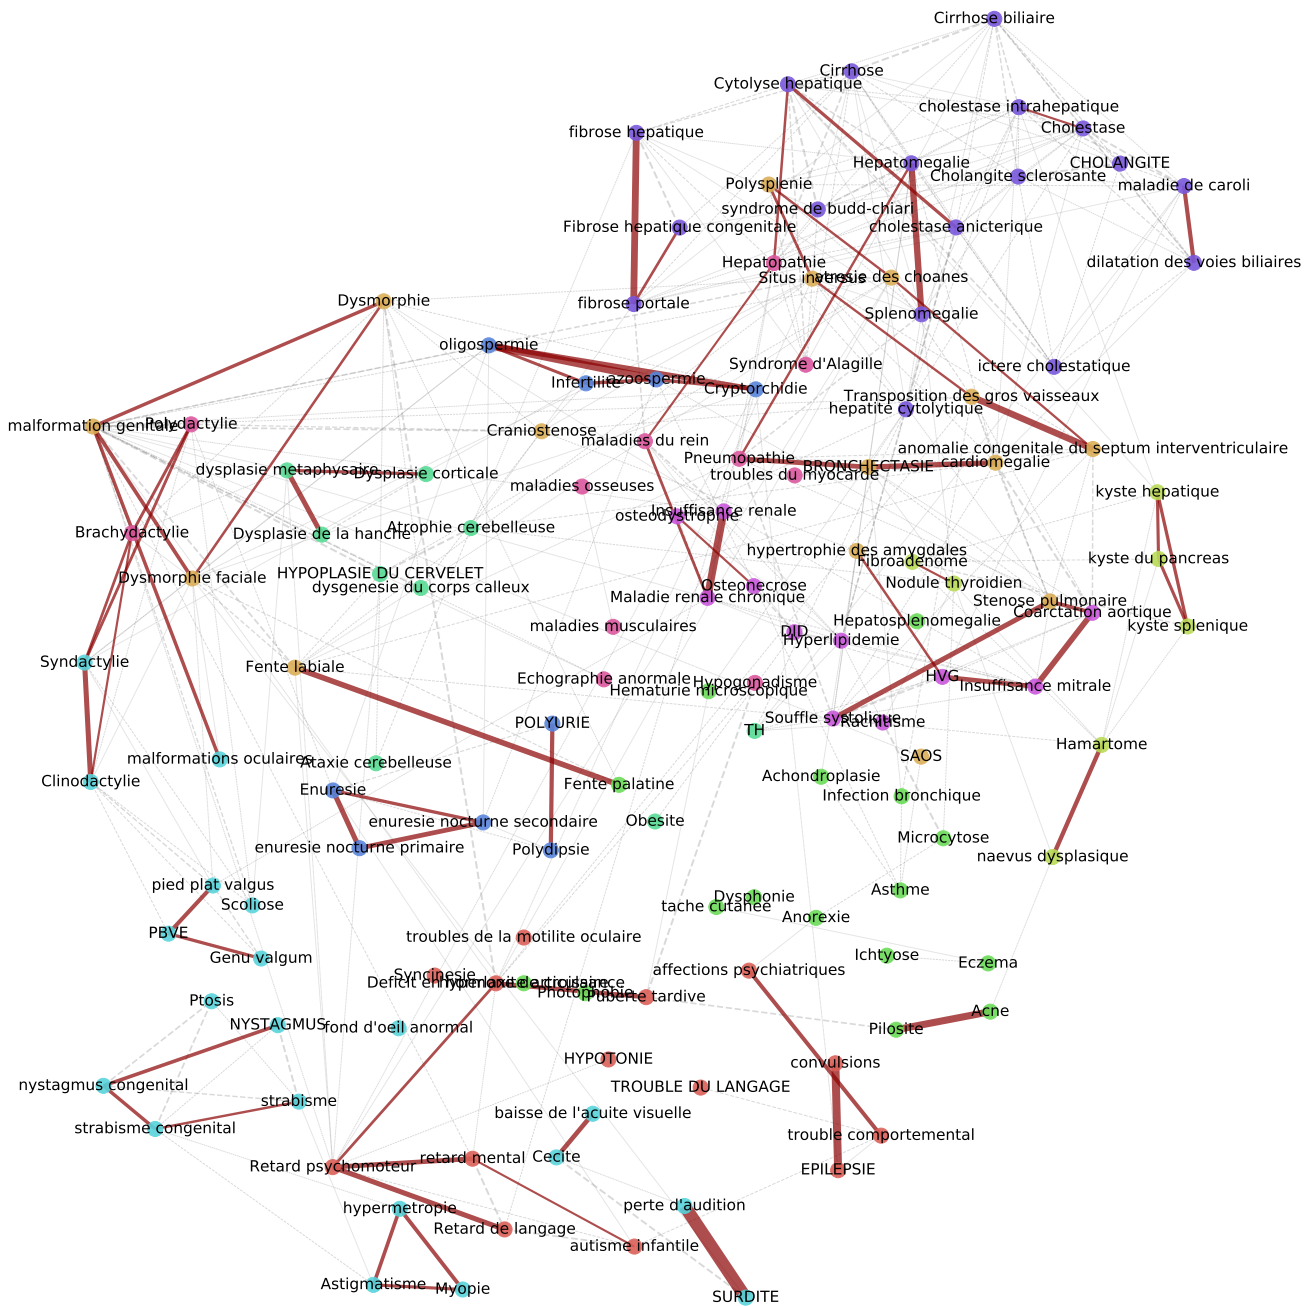 Cirrhose biliaire
Cirrhose
Cytolyse hepatique
cholestase intrahepatique
Cholestase
fibrose hepatique
Hepatomegalie
CHOLANGITE
Cholangite sclerosante
Polysplenie
maladie de caroli
syndrome de budd-chiari
Fibrose hepatique congenitale
cholestase anicterique
Hepatopathie
dilatation des voies biliaires
Situs inversus
atresie des choanes
Dysmorphie
fibrose portale
Splenomegalie
oligospermie
Syndrome d'Alagille
ictere cholestatique
Infertilite
azoospermie
Cryptorchidie
Transposition des gros vaisseaux
hepatite cytolytique
malformation genitale
Polydactylie
Craniostenose
maladies du rein
anomalie congenitale du septum interventriculaire
Pneumopathie
BRONCHECTASIE
cardiomegalie
dysplasie metaphysaire
Dysplasie corticale
troubles du myocarde
maladies osseuses
kyste hepatique
Insuffisance renale
osteodystrophie
Brachydactylie
Dysplasie de la hanche
Atrophie cerebelleuse
hypertrophie des amygdales
Fibroadenome
kyste du pancreas
HYPOPLASIE DU CERVELET
Dysmorphie faciale
dysgenesie du corps calleux
Osteonecrose
Nodule thyroidien
Maladie renale chronique
Stenose pulmonaire
Coarctation aortique
maladies musculaires
Hepatosplenomegalie
kyste splenique
DID
Hyperlipidemie
Syndactylie
Fente labiale
Echographie anormale
Hypogonadisme
HVG
Insuffisance mitrale
Hematurie microscopique
POLYURIE
Souffle systolique
Rachitisme
TH
Hamartome
malformations oculaires
Ataxie cerebelleuse
SAOS
Clinodactylie
Enuresie
Fente palatine
Achondroplasie
Infection bronchique
enuresie nocturne secondaire
Obesite
Microcytose
enuresie nocturne primaire
Polydipsie
naevus dysplasique
pied plat valgus
Asthme
Scoliose
Dysphonie
tache cutanee
Anorexie
PBVE
troubles de la motilite oculaire
Genu valgum
Ichtyose
Eczema
affections psychiatriques
Syncinesie
Photophobie
Puberte tardive
Ptosis
Acne
NYSTAGMUS
fond d'oeil anormal
Pilosite
HYPOTONIE
convulsions
nystagmus congenital
TROUBLE DU LANGAGE
strabisme
baisse de l'acuite visuelle
strabisme congenital
trouble comportemental
Retard psychomoteur
retard mental
Cecite
EPILEPSIE
hypermetropie
perte d'audition
Retard de langage
autisme infantile
Astigmatisme
Myopie
SURDITE